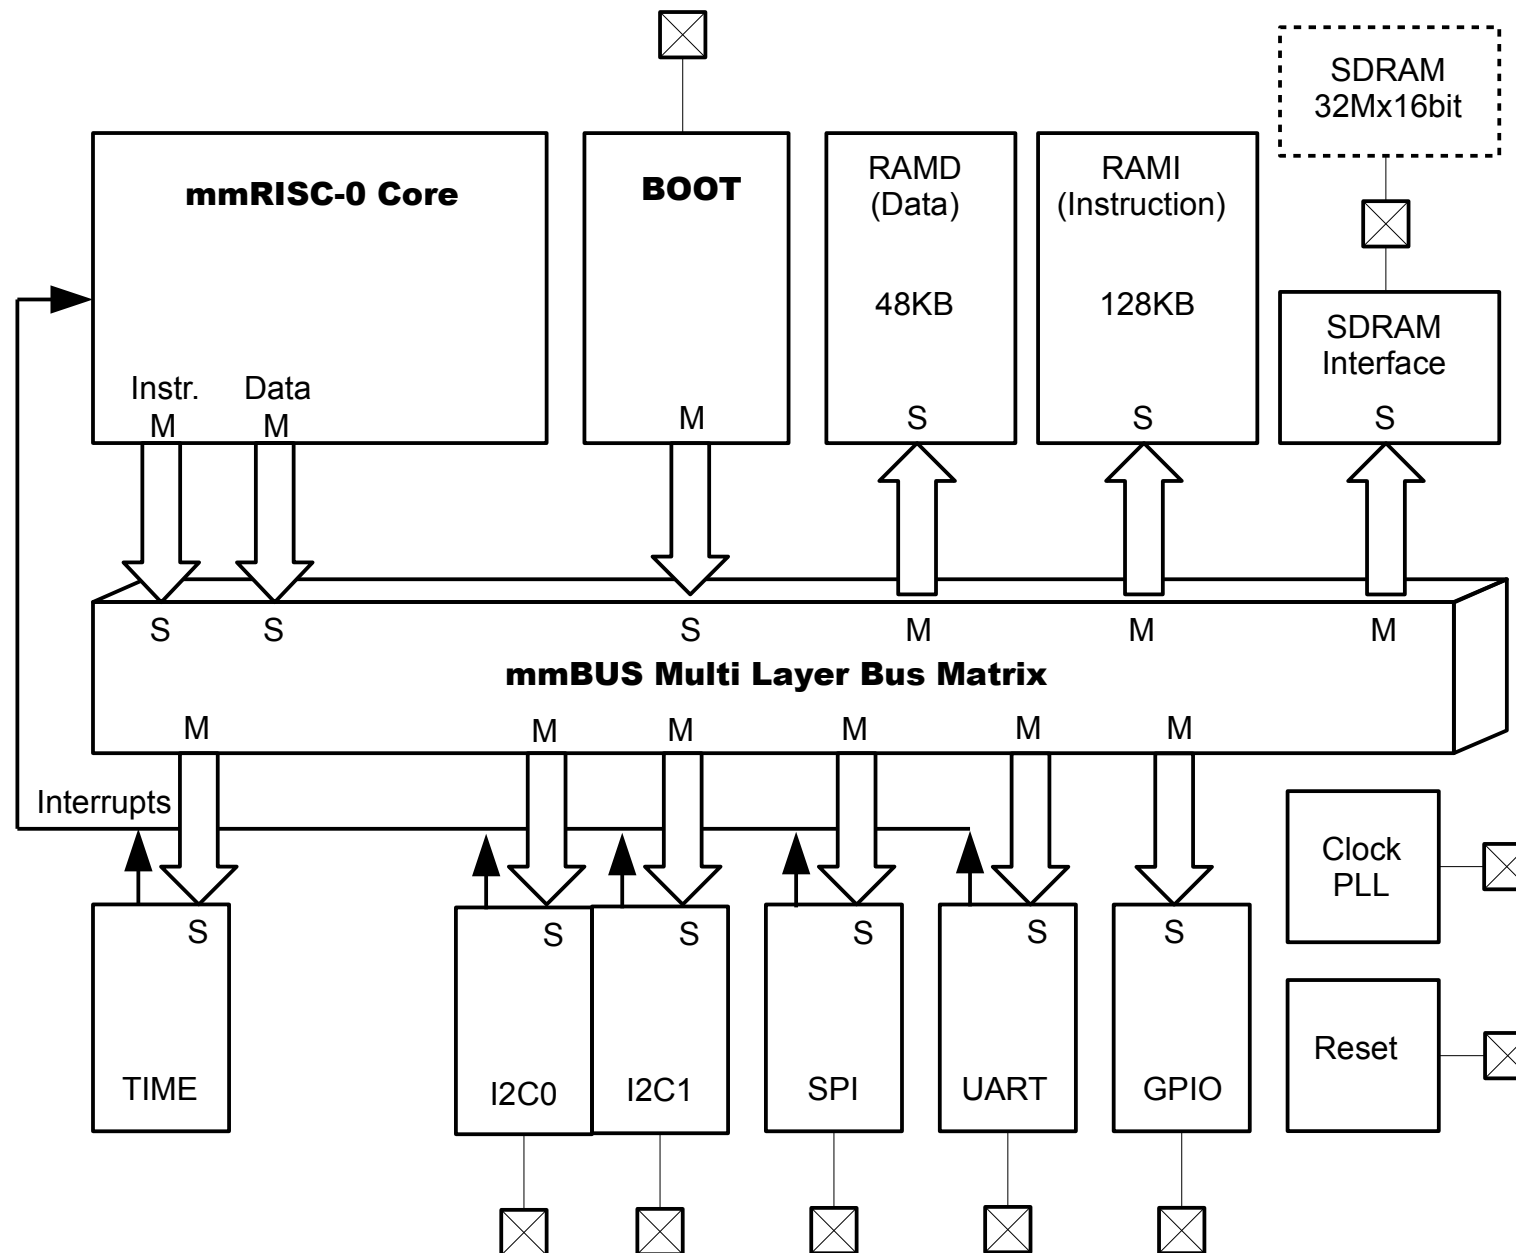 SDRAM
32Mx16bit
mmRISC-0 Core
BOOT
RAMD
(Data)
48KB
RAMI
(Instruction)
128KB
SDRAM
Interface
Instr.
Data
M
M
M
S
S
S
S
S
S
M
M
M
mmBUS Multi Layer Bus Matrix
M
M
M
M
M
M
Interrupts
Clock
PLL
S
S
S
S
S
S
TIME
I2C0
I2C1
SPI
UART
GPIO
Reset